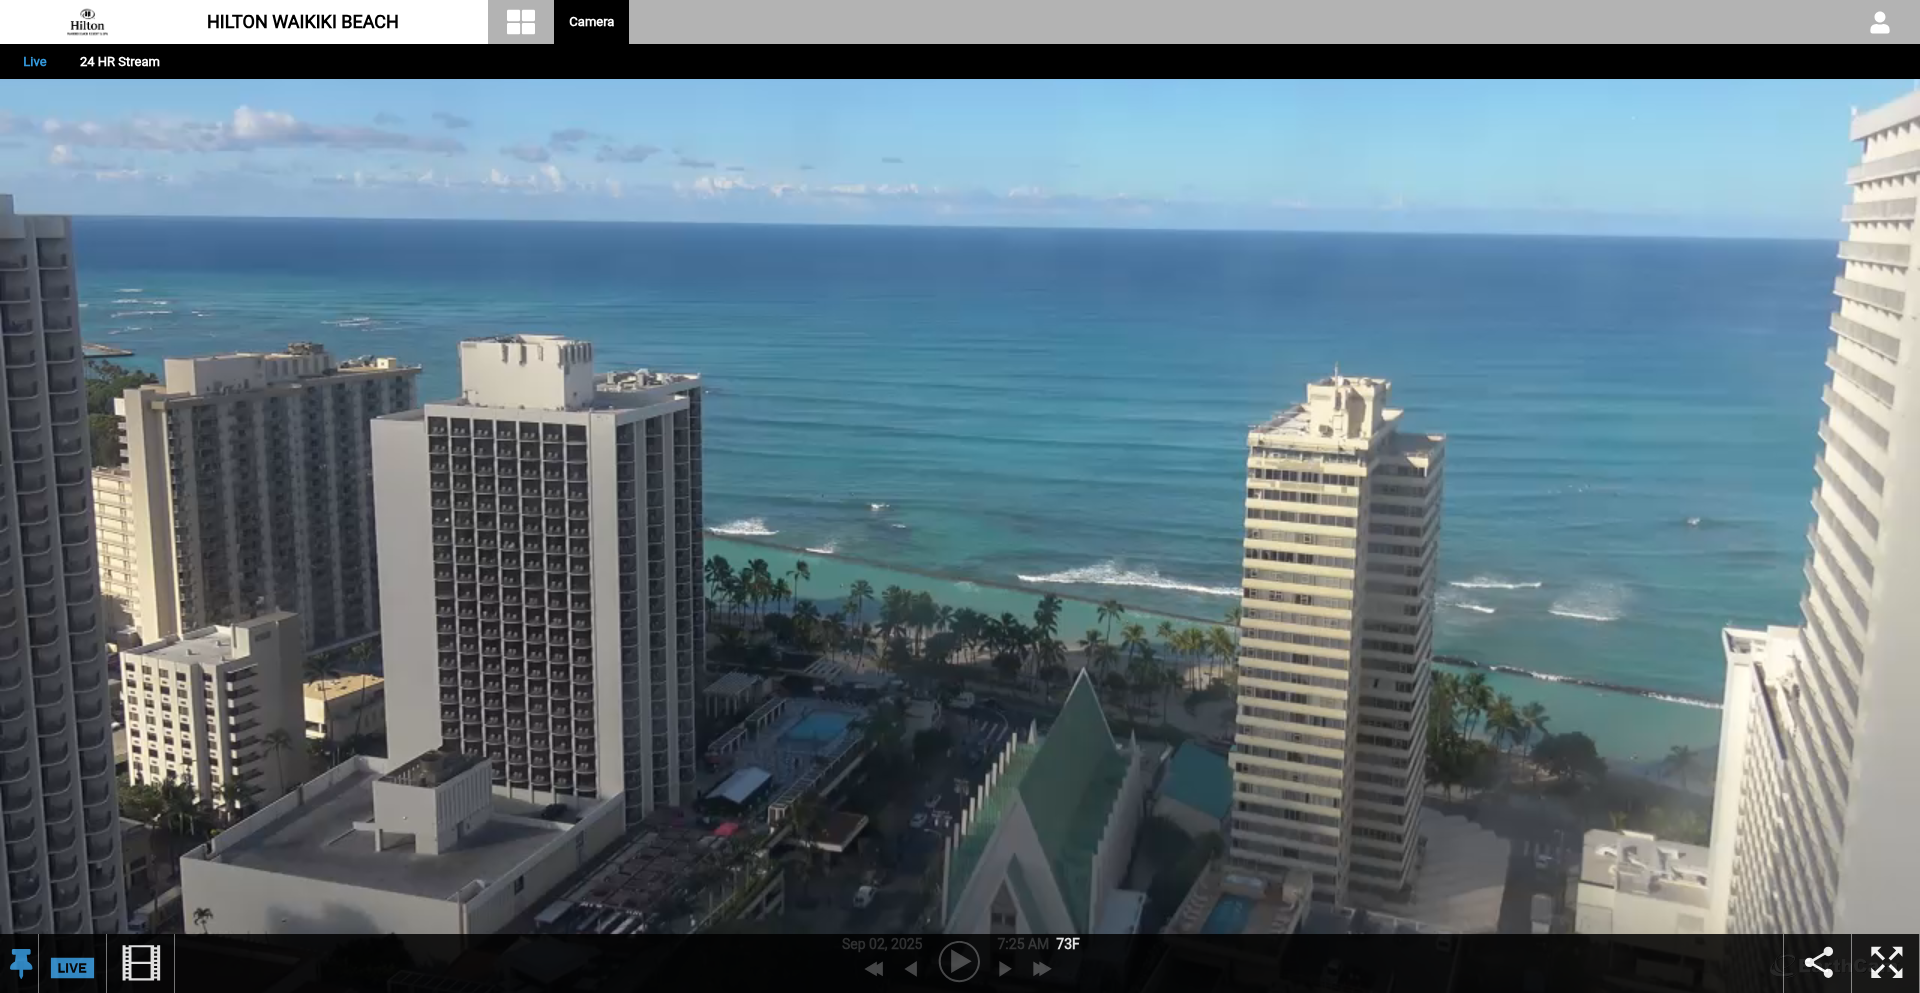 Hilton
HILTON WAIKIKI BEACH
Camera
Live
24 HR Stream
LIVE
Sep 02, 2025
7:25 AM
73F